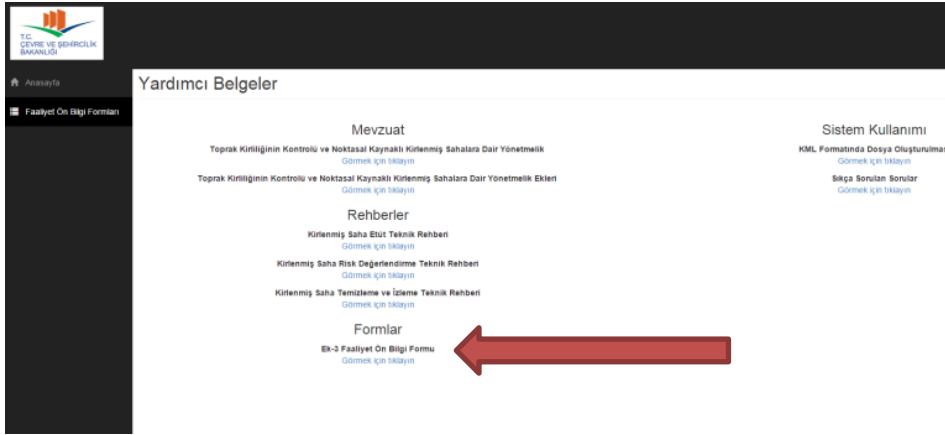 T.C.
ÇEVRE VE ŞEHİRCİLİK
BAKANLIĞI
Anasayfa
Faaliyet Ön Bilgi Formları
Yardımcı Belgeler
Mevzuat
Toprak Kirliliğinin Kontrolü ve Noktasal Kaynaklı Kirlenmiş Sahalara Dair Yönetmelik
Görmek için tıklayın
Toprak Kirliliğinin Kontrolü ve Noktasal Kaynaklı Kirlenmiş Sahalara Dair Yönetmelik Ekleri
Görmek için tıklayın
Rehberler
Kirlenmiş Saha Etüt Teknik Rehberi
Görmek için tıklayın
Kirlenmiş Saha Risk Değerlendirme Teknik Rehberi
Görmek için tıklayın
Kirlenmiş Saha Temizleme ve İzleme Teknik Rehberi
Görmek için tıklayın
Formlar
Ek-3 Faaliyet Ön Bilgi Formu
Görmek için tıklayın
Sistem Kullanımı
KML Formatında Dosya Oluşturulmas
Görmek için tıklayın
Sıkça Sorulan Sorular
Görmek için tıklayın